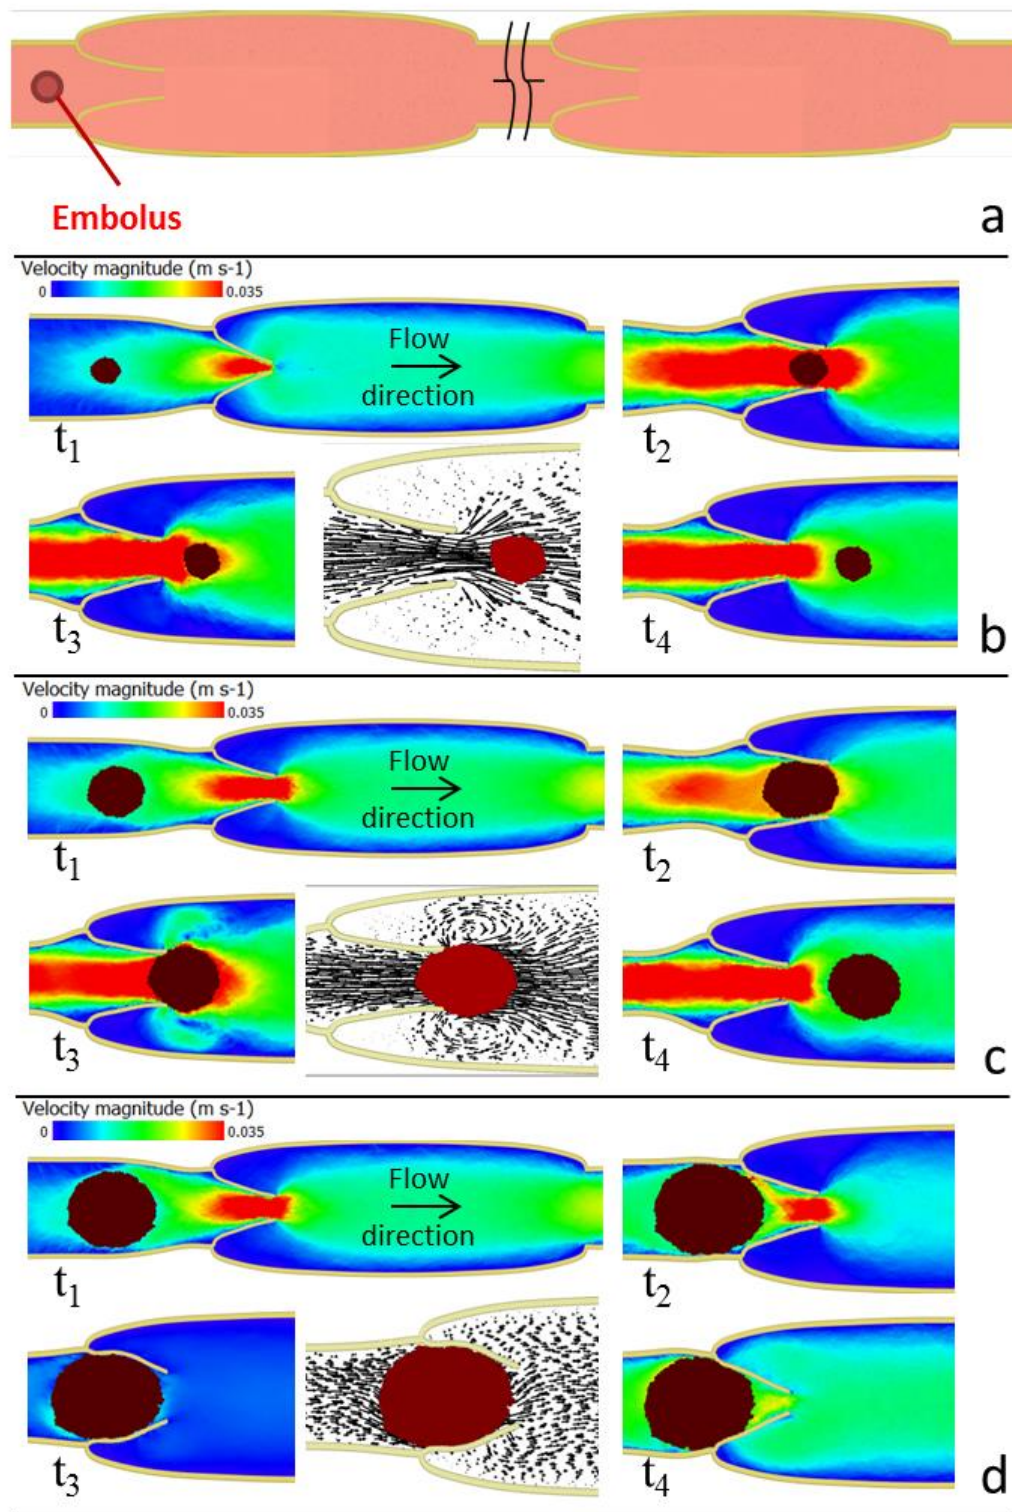 Embolus
a
Velocity magnitude (m s-1)
0 0.035
Flow
direction
t1
t2
t3
t4
b
Velocity magnitude (m s-1)
0 0.035
Flow
direction
t1
t2
t3
t4
c
Velocity magnitude (m s-1)
0 0.035
Flow
direction
t1
t2
t3
t4
d